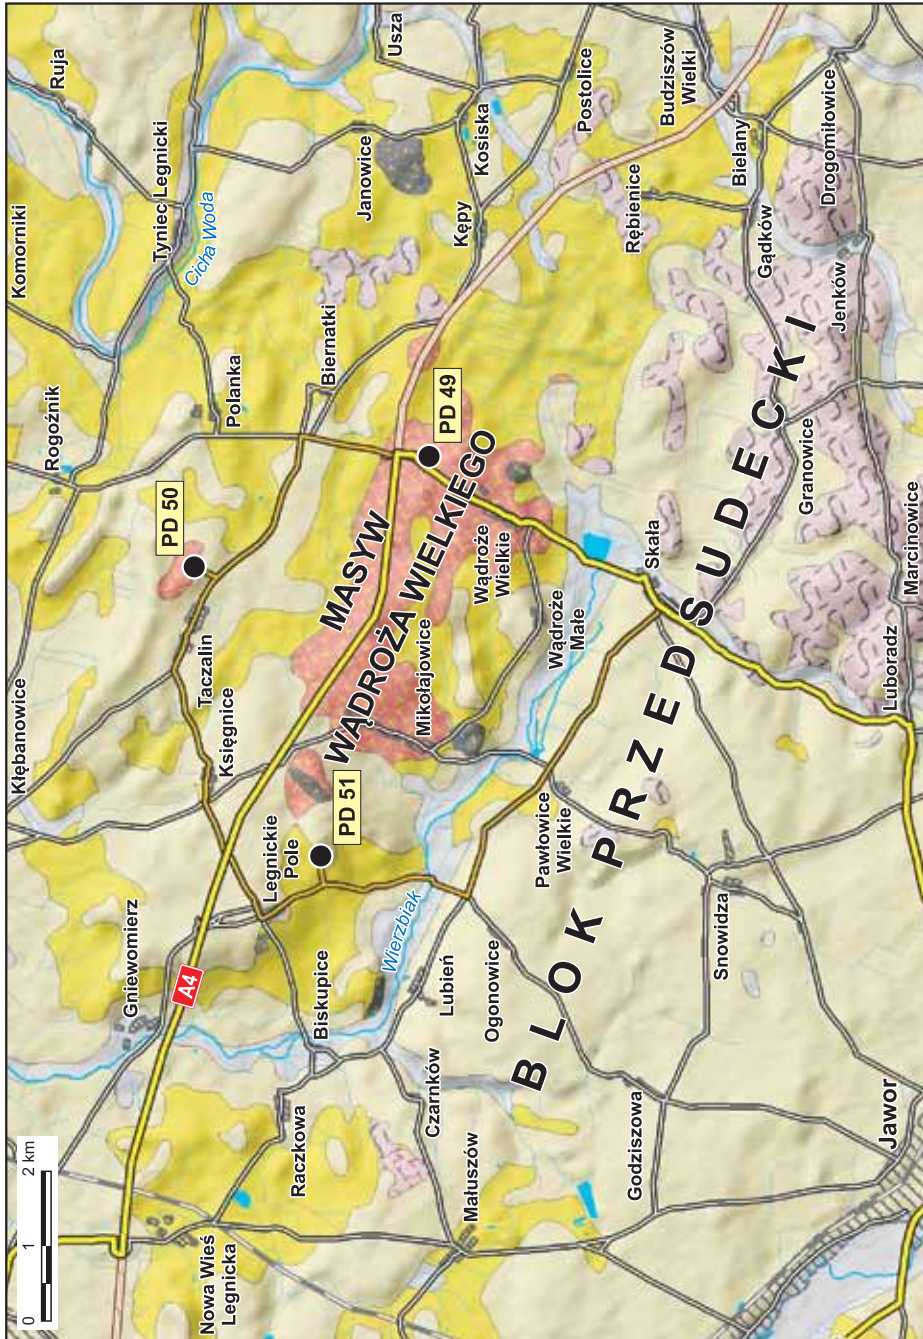 0 1 2 km
Nowa Wieś
Legnicka
Raczkowa
Czarnków
Małuszów
Godziszowa
Jawor
Gniewomierz
A4
Biskupice
Lubień
Ogonowice
Snowidza
Legnickie
Pole
PD 51
Wierzbiak
Pawłowice
Wielkie
Kłębanowice
Księgnice
Taczalin
PD 50
Mikołajowice
MASYW
WĄDROŻA WIELKIEGO
Wądroże
Wielkie
Wądroże
Małe
PD 49
Skała
BLOK PRZEDSUDECKI
Luboradz
Marcinowice
Granowice
Jenków
Rogoźnik
Polanka
Biernatki
Komorniki
Tyniec Legnicki
Cicha Woda
Ruja
Usza
Janowice
Kępy
Kosiska
Rębienice
Postolice
Budziszów
Wielki
Bielany
Gądków
Drogomiłowice